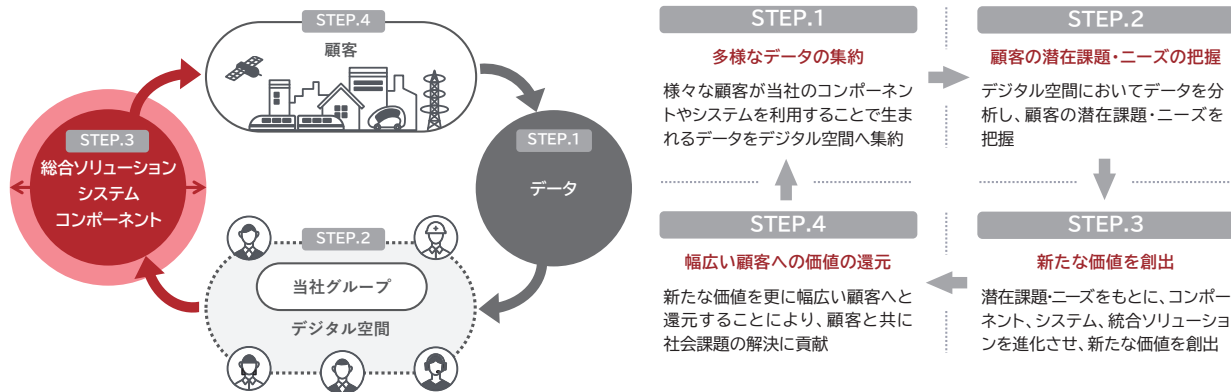 STEP.4
顧客
STEP.3
総合ソリューション
システム
コンポーネント
STEP.1
データ
STEP.2
当社グループ
デジタル空間
STEP.1
多様なデータの集約
様々な顧客が当社のコンポーネン
トやシステムを利用することで生ま
れるデータをデジタル空間へ集約
STEP.2
顧客の潜在課題・ニーズの把握
デジタル空間においてデータを分
析し、顧客の潜在課題・ニーズを
把握
STEP.4
幅広い顧客への価値の還元
新たな価値を更に幅広い顧客へと
還元することにより、顧客と共に
社会課題の解決に貢献
STEP.3
新たな価値を創出
潜在課題・ニーズをもとに、コンポー
ネント、システム、統合ソリューショ
ンを進化させ、新たな価値を創出